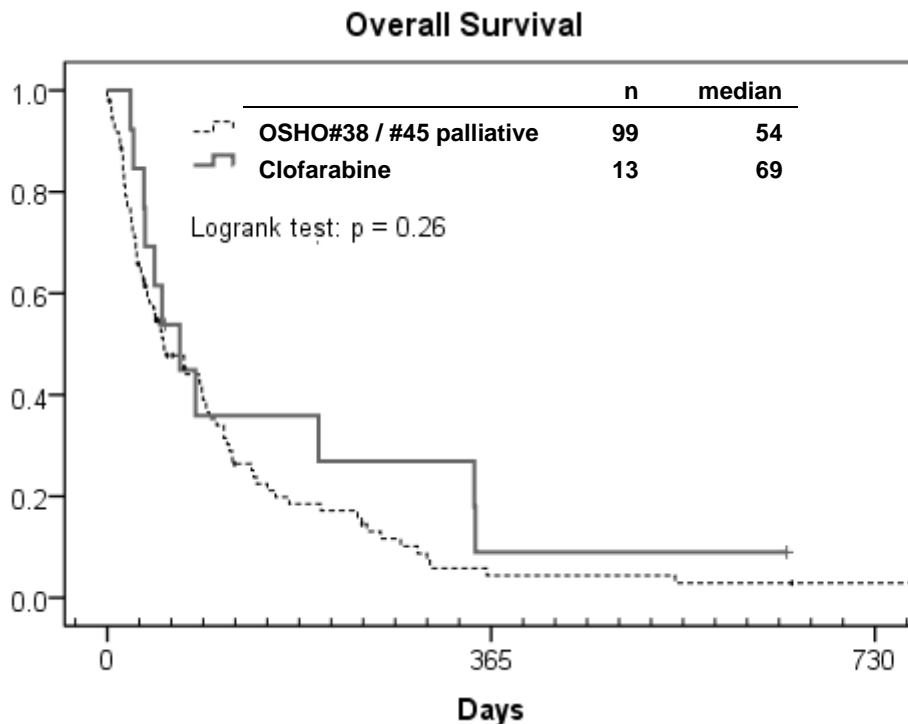 Overall Survival
n median
OSHO#38 / #45 palliative 99 54
Clofarabine 13 69
Logrank test: p = 0.26
1.0
0.8
0.6
0.4
0.2
0.0
0 365 730
Days